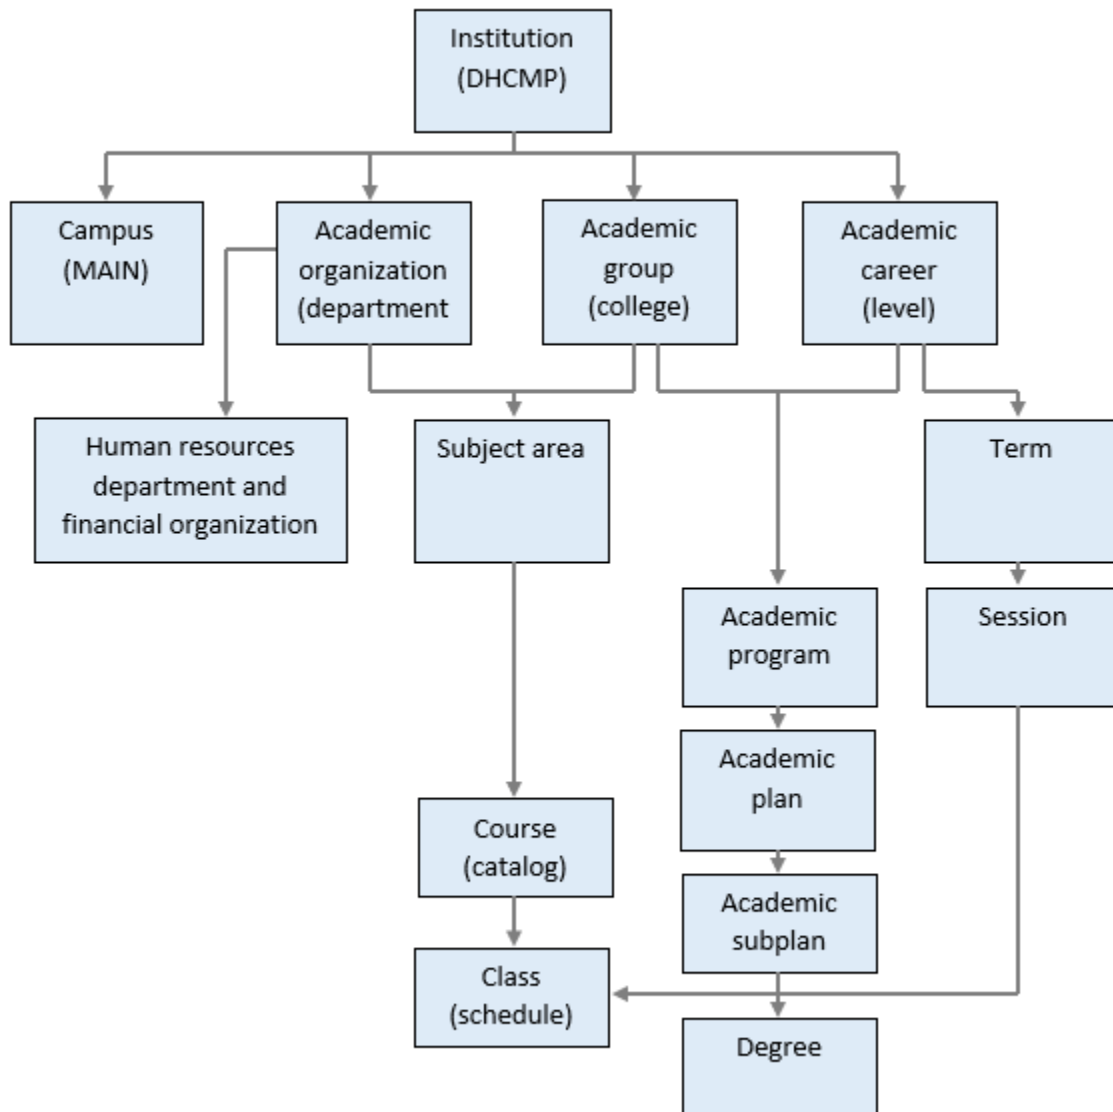 Institution
(DHCMP)
Campus
(MAIN)
Academic
organization
(department
Academic
group
(college)
Academic
career
(level)
Human resources
department and
financial organization
Subject area
Term
Academic
program
Session
Academic
plan
Course
(catalog)
Academic
subplan
Class
(schedule)
Degree